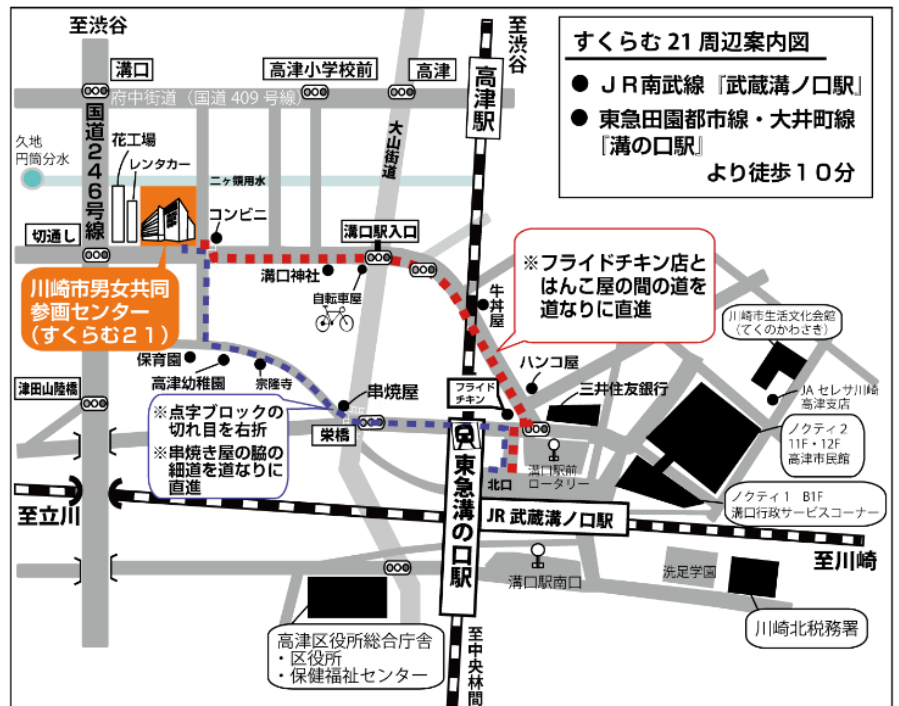 至渋谷
至渋谷
すくらむ21周辺案内図
● JR南武線『武蔵溝ノ口駅』
● 東急田園都市線・大井町線
『溝の口駅』
より徒歩10分
溝口
高津小学校前
高津
高津駅
府中街道(国道409号線)
国道246号線
大山街道
久地
円筒分水
花工場
レンタカー
二ヶ領用水
コンビニ
切通し
溝口駅入口
溝口神社
自転車屋
川崎市男女共同
参画センター
(すくらむ21)
※フライドチキン店と
はんこ屋の間の道を
道なりに直進
牛丼屋
川崎市生活文化会館
(てくのかわさき)
保育園
高津幼稚園
宗隆寺
ハンコ屋
フライド
チキン
三井住友銀行
JAセレサ川崎
高津支店
津田山陸橋
串焼屋
※点字ブロックの
切れ目を右折
※串焼き屋の脇の
細道を道なりに
直進
栄橋
ノクティ2
11F・12F
高津市民館
溝口駅前
ロータリー
北口
東急溝の口駅
JR武蔵溝ノ口駅
ノクティ1 B1F
溝口行政サービスコーナー
至立川
至川崎
溝口駅南口
洗足学園
川崎北税務署
高津区役所総合庁舎
・区役所
・保健福祉センター
至中央林間